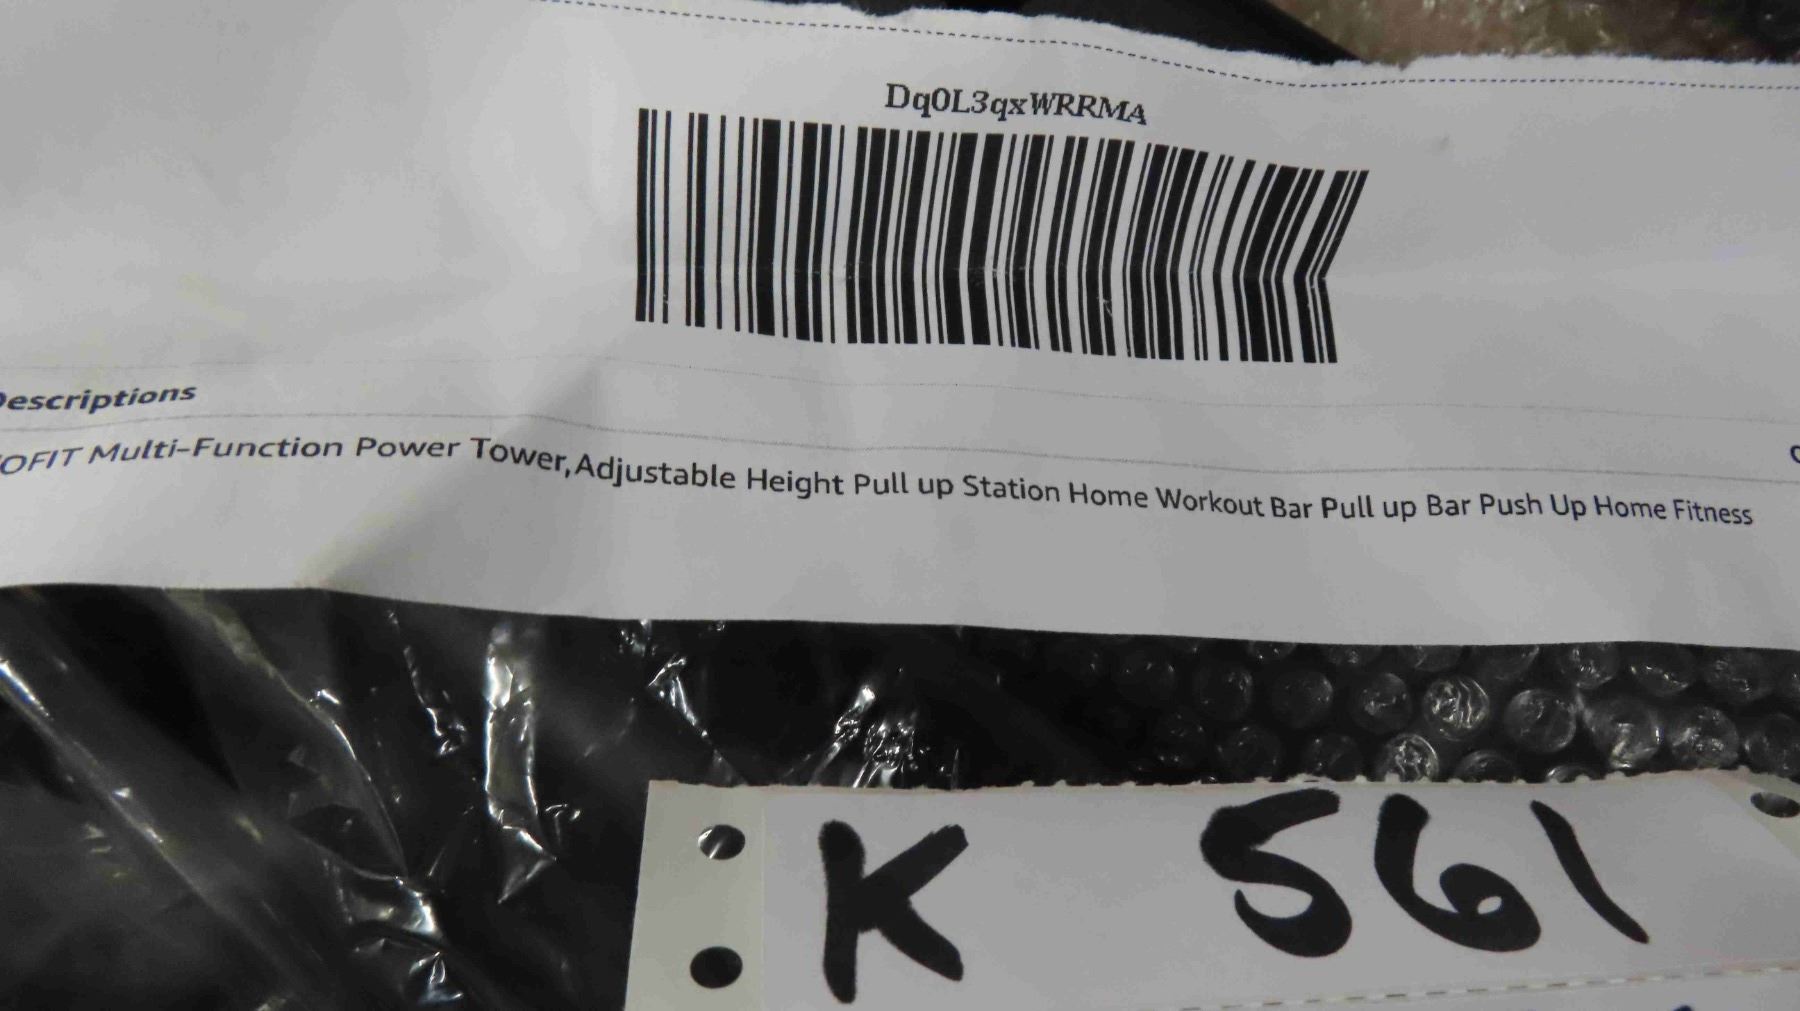 Dq0L3qxWRRMA
Descriptions
OFIT Multi-Function Power Tower,Adjustable Height Pull up Station Home Workout Bar Pull up Bar Push Up Home Fitness
K 561